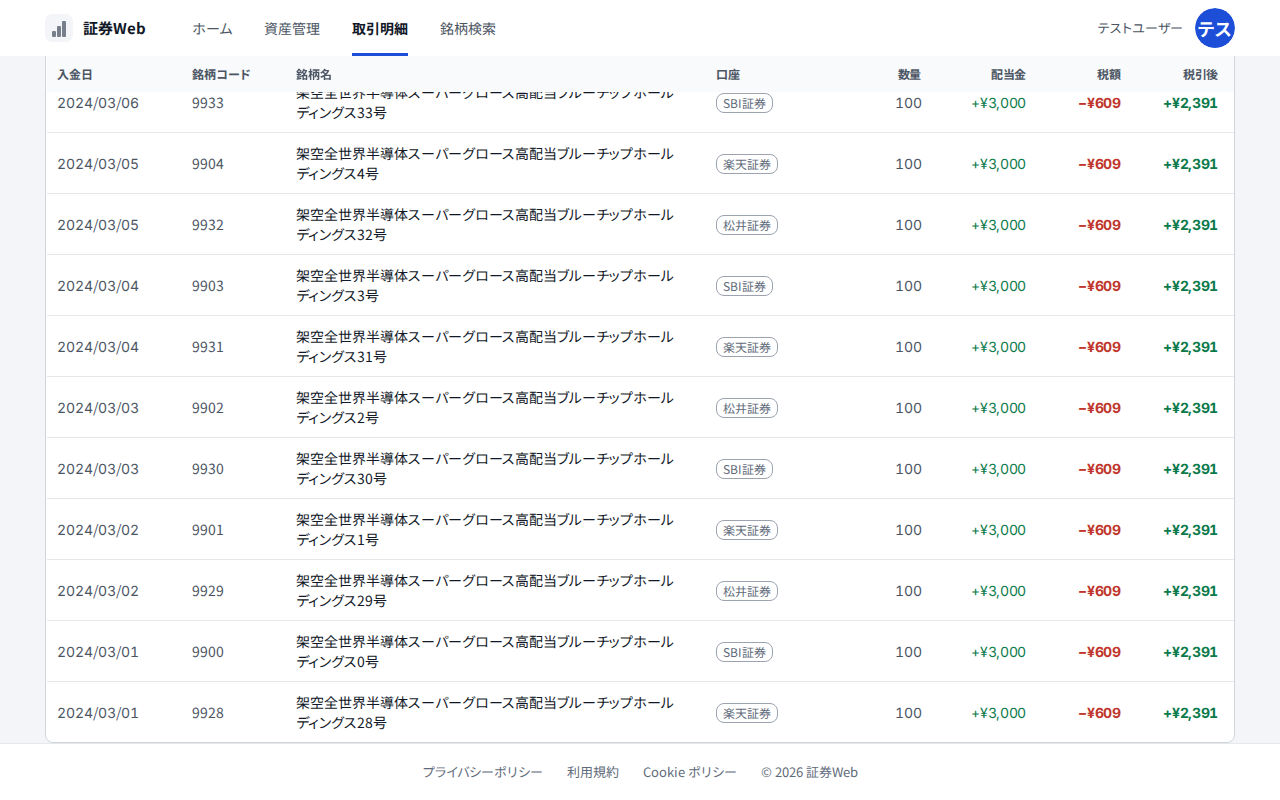 証券Web ホーム 資産管理 取引明細 銘柄検索 テストユーザー テス
入金日 銘柄コード 銘柄名 口座 数量 配当金 税額 税引後
2024/03/06 9933 架空全世界半導体スーパーグロース高配当ブルーチップホール SBI証券 100 +¥3,000 −¥609 +¥2,391
ディングス33号
2024/03/05 9904 架空全世界半導体スーパーグロース高配当ブルーチップホール 楽天証券 100 +¥3,000 −¥609 +¥2,391
ディングス4号
2024/03/05 9932 架空全世界半導体スーパーグロース高配当ブルーチップホール 松井証券 100 +¥3,000 −¥609 +¥2,391
ディングス32号
2024/03/04 9903 架空全世界半導体スーパーグロース高配当ブルーチップホール SBI証券 100 +¥3,000 −¥609 +¥2,391
ディングス3号
2024/03/04 9931 架空全世界半導体スーパーグロース高配当ブルーチップホール 楽天証券 100 +¥3,000 −¥609 +¥2,391
ディングス31号
2024/03/03 9902 架空全世界半導体スーパーグロース高配当ブルーチップホール 松井証券 100 +¥3,000 −¥609 +¥2,391
ディングス2号
2024/03/03 9930 架空全世界半導体スーパーグロース高配当ブルーチップホール SBI証券 100 +¥3,000 −¥609 +¥2,391
ディングス30号
2024/03/02 9901 架空全世界半導体スーパーグロース高配当ブルーチップホール 楽天証券 100 +¥3,000 −¥609 +¥2,391
ディングス1号
2024/03/02 9929 架空全世界半導体スーパーグロース高配当ブルーチップホール 松井証券 100 +¥3,000 −¥609 +¥2,391
ディングス29号
2024/03/01 9900 架空全世界半導体スーパーグロース高配当ブルーチップホール SBI証券 100 +¥3,000 −¥609 +¥2,391
ディングス0号
2024/03/01 9928 架空全世界半導体スーパーグロース高配当ブルーチップホール 楽天証券 100 +¥3,000 −¥609 +¥2,391
ディングス28号
プライバシーポリシー 利用規約 Cookie ポリシー © 2026 証券Web